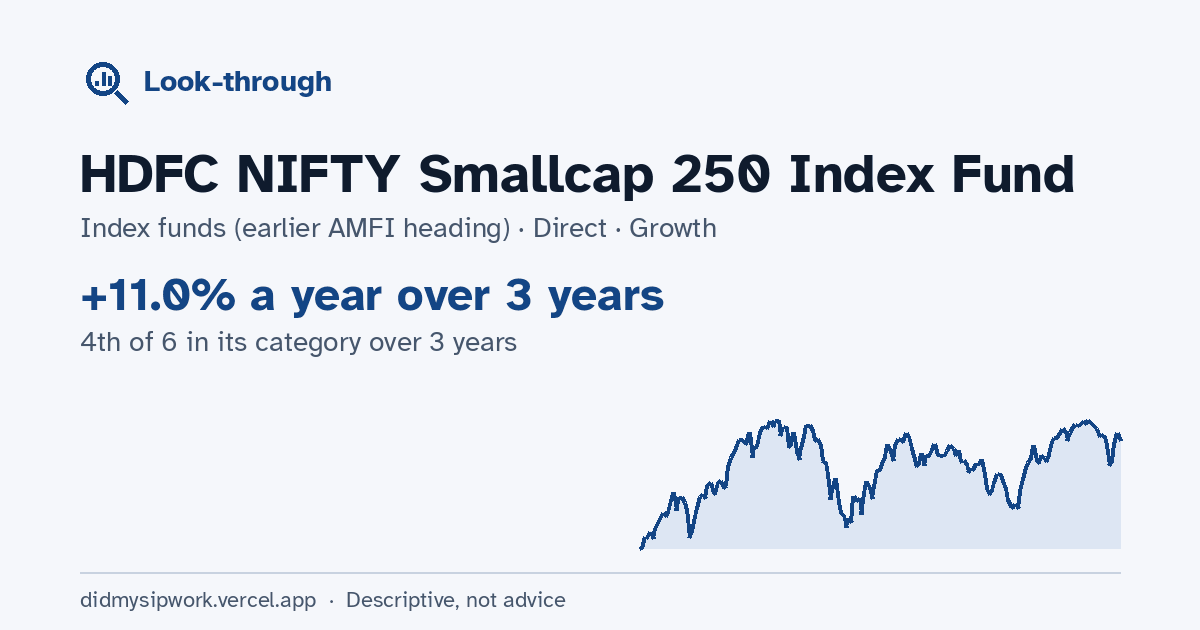 Look-through
HDFC NIFTY Smallcap 250 Index Fund
Index funds (earlier AMFI heading) · Direct · Growth
+11.0% a year over 3 years
4th of 6 in its category over 3 years
didmysipwork.vercel.app · Descriptive, not advice